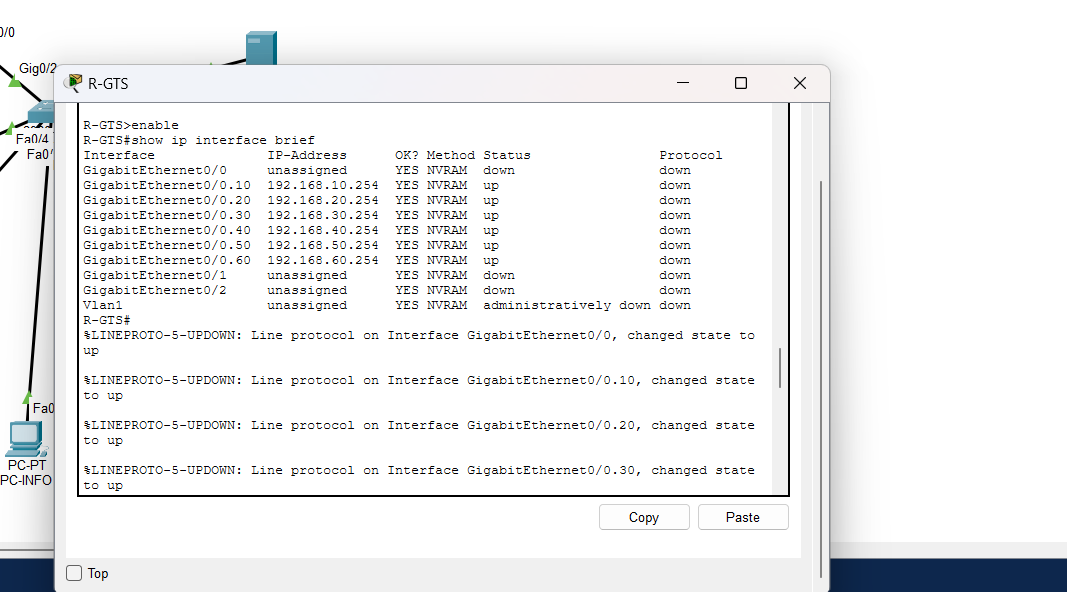 0/0
Gig0/2
R-GTS
R-GTS>enable
R-GTS#show ip interface brief
Interface IP-Address OK? Method Status Protocol
GigabitEthernet0/0 unassigned YES NVRAM down down
GigabitEthernet0/0.10 192.168.10.254 YES NVRAM up down
GigabitEthernet0/0.20 192.168.20.254 YES NVRAM up down
GigabitEthernet0/0.30 192.168.30.254 YES NVRAM up down
GigabitEthernet0/0.40 192.168.40.254 YES NVRAM up down
GigabitEthernet0/0.50 192.168.50.254 YES NVRAM up down
GigabitEthernet0/0.60 192.168.60.254 YES NVRAM up down
GigabitEthernet0/1 unassigned YES NVRAM down down
GigabitEthernet0/2 unassigned YES NVRAM down down
Vlan1 unassigned YES NVRAM administratively down down
R-GTS#
%LINEPROTO-5-UPDOWN: Line protocol on Interface GigabitEthernet0/0, changed state to
up
%LINEPROTO-5-UPDOWN: Line protocol on Interface GigabitEthernet0/0.10, changed state
to up
%LINEPROTO-5-UPDOWN: Line protocol on Interface GigabitEthernet0/0.20, changed state
to up
%LINEPROTO-5-UPDOWN: Line protocol on Interface GigabitEthernet0/0.30, changed state
to up
Fa0/4
Fa0/
Fa0
PC-PT
PC-INFO
Copy
Paste
Top